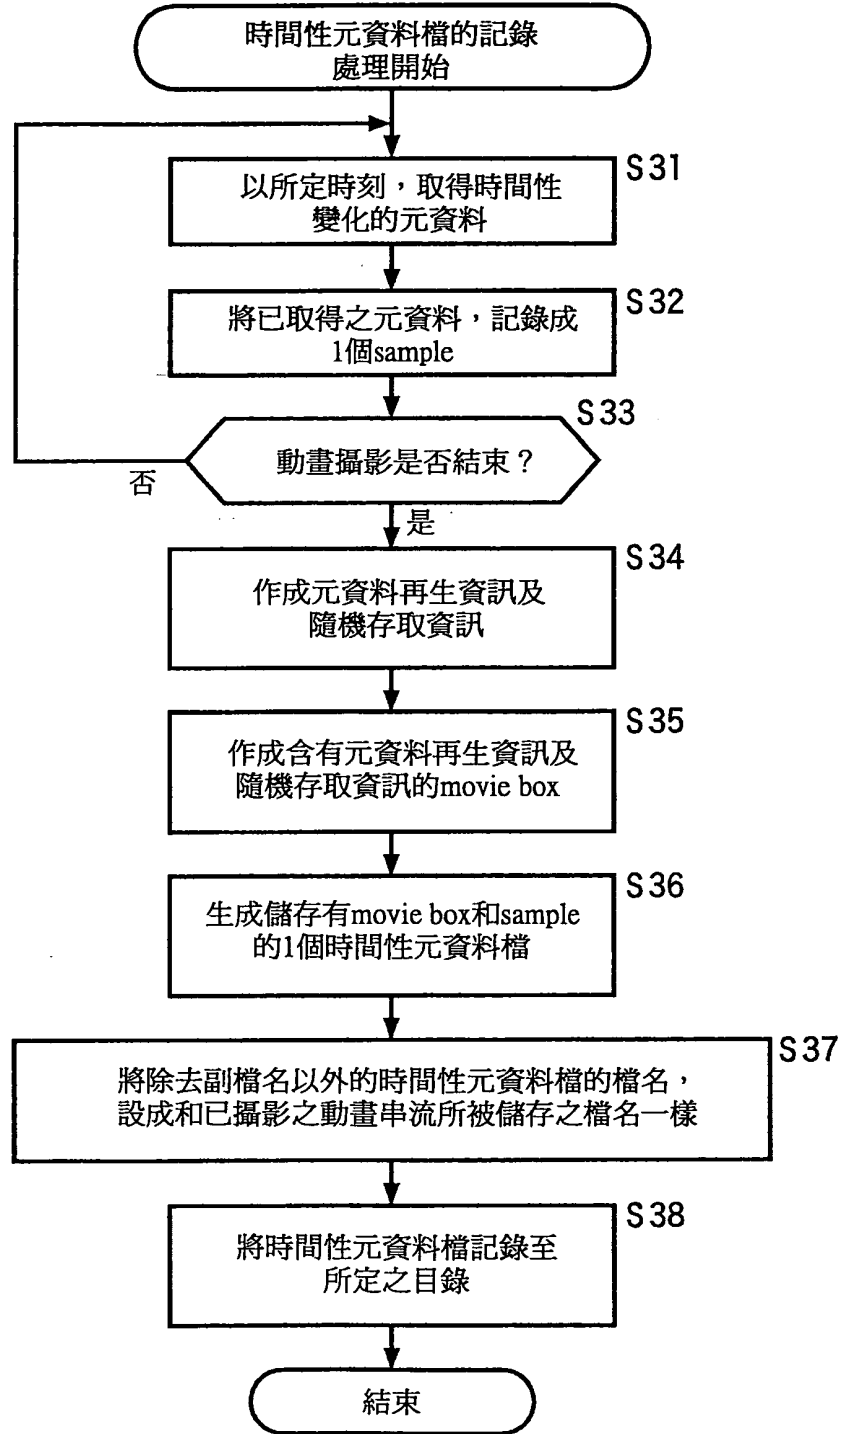 時間性元資料檔的記錄
處理開始
S31
以所定時刻，取得時間性
變化的元資料
S32
將已取得之元資料，記錄成
1個sample
S33
動畫攝影是否結束？
否
是
S34
作成元資料再生資訊及
隨機存取資訊
S35
作成含有元資料再生資訊及
隨機存取資訊的movie box
S36
生成儲存有movie box和sample
的1個時間性元資料檔
S37
將除去副檔名以外的時間性元資料檔的檔名，
設成和已攝影之動畫串流所被儲存之檔名一樣
S38
將時間性元資料檔記錄至
所定之目錄
結束